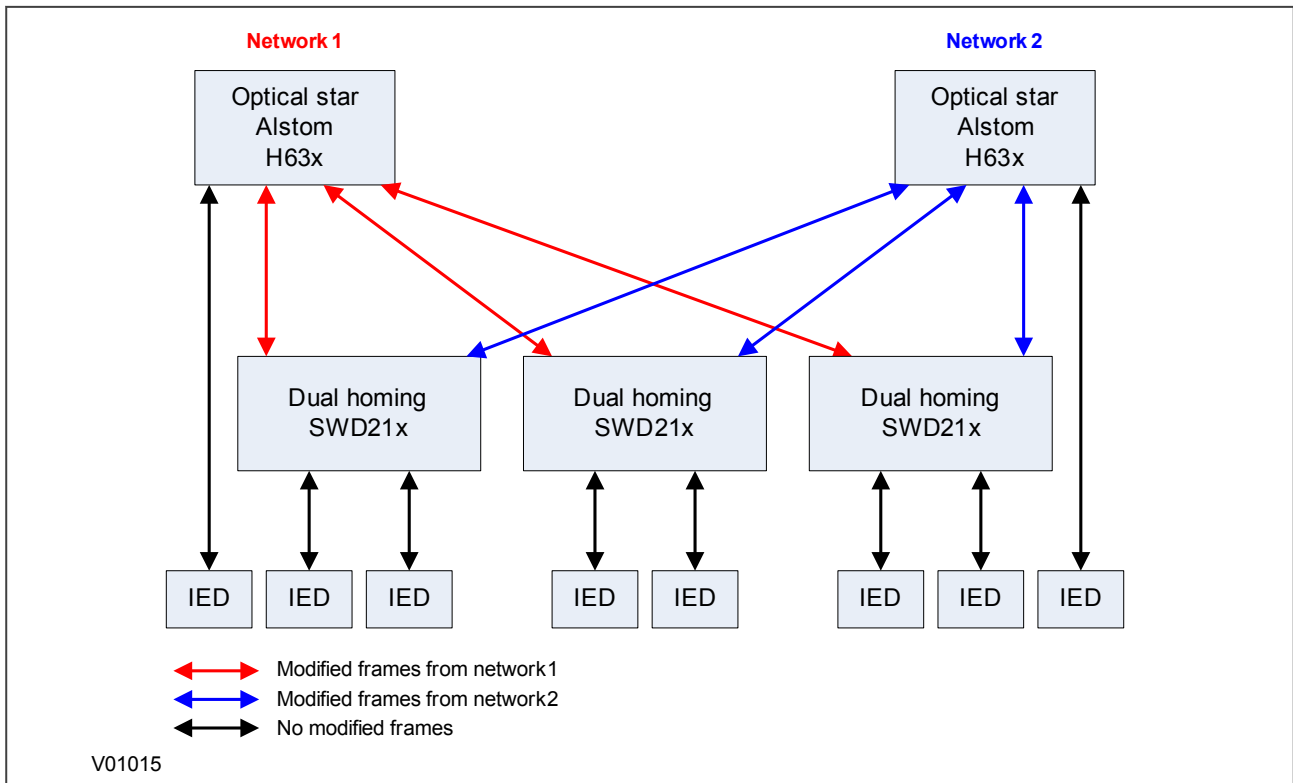 Network 1
Network 2
Optical star
Alstom
H63x
Optical star
Alstom
H63x
Dual homing
SWD21x
Dual homing
SWD21x
Dual homing
SWD21x
IED
IED
IED
IED
IED
IED
IED
IED
Modified frames from network1
Modified frames from network2
No modified frames
V01015